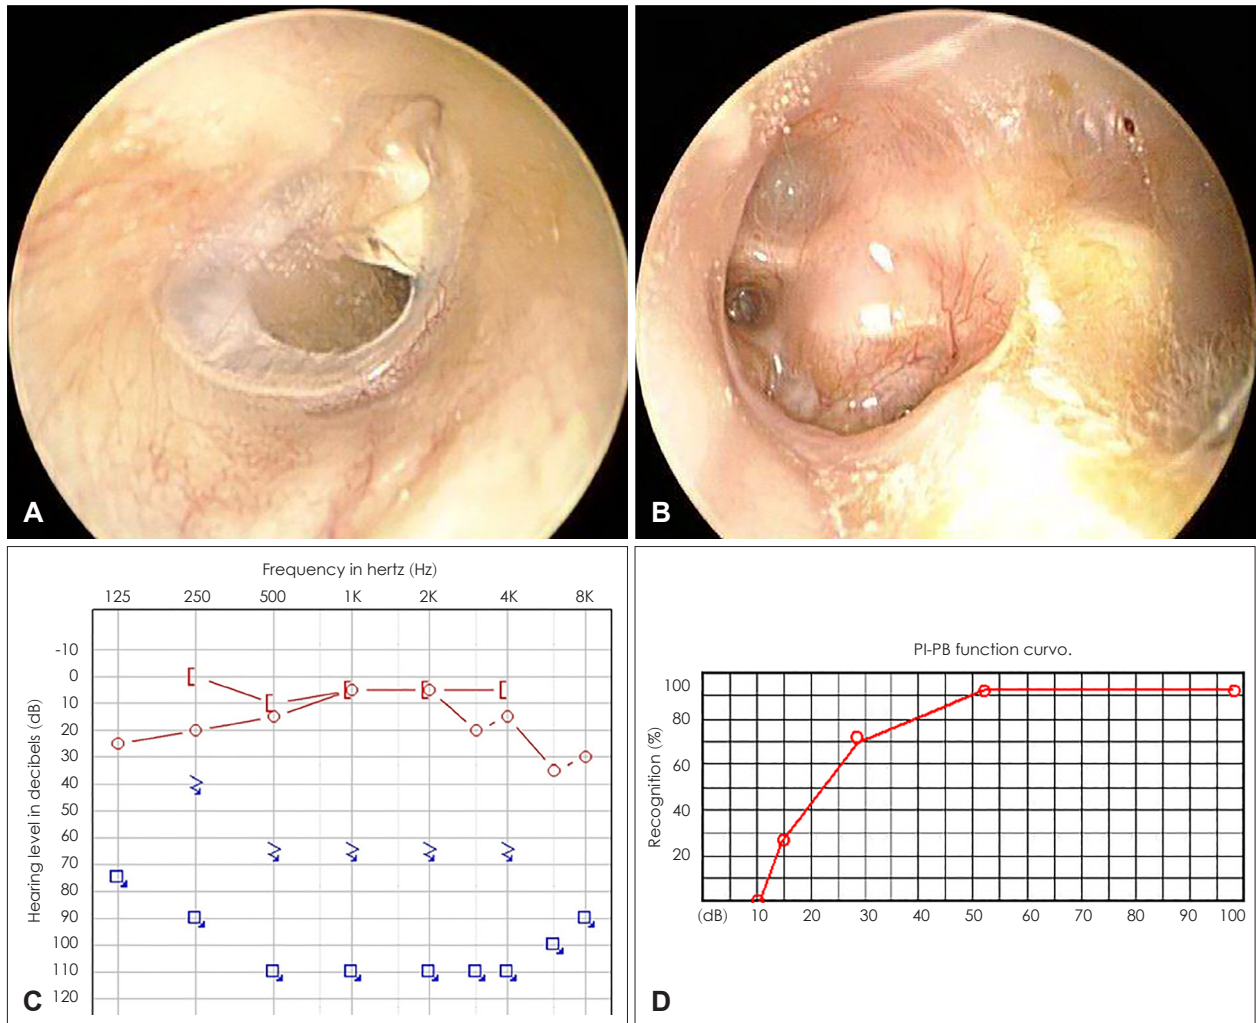 A
B
Frequency in hertz (Hz)
125 250 500 1K 2K 4K 8K
Hearing level in decibels (dB)
-10
0
10
20
30
40
50
60
70
80
90
100
110
120
C
PI-PB function curvo.
Recognition (%)
100
80
60
40
20
(dB) 10 20 30 40 50 60 70 80 90 100
D